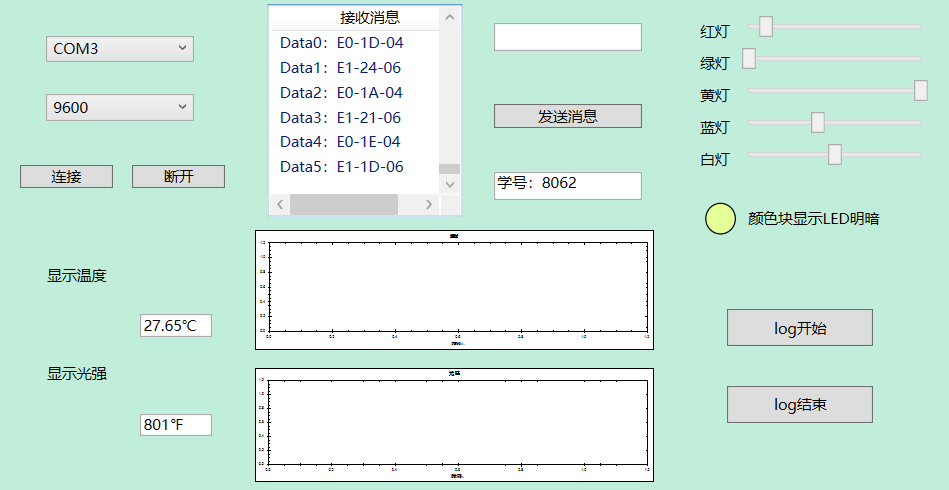 COM3
9600
连接
断开
接收消息
Data0：E0-1D-04
Data1：E1-24-06
Data2：E0-1A-04
Data3：E1-21-06
Data4：E0-1E-04
Data5：E1-1D-06
发送消息
学号：8062
红灯
绿灯
黄灯
蓝灯
白灯
颜色块显示LED明暗
显示温度
27.65℃
显示光强
801℉
log开始
log结束